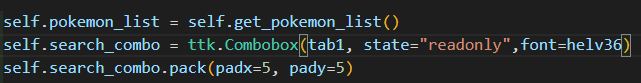 self.pokemon_list = self.get_pokemon_list()
self.search_combo = ttk.Combobox(tab1, state="readonly",font=helv36)
self.search_combo.pack(padx=5, pady=5)